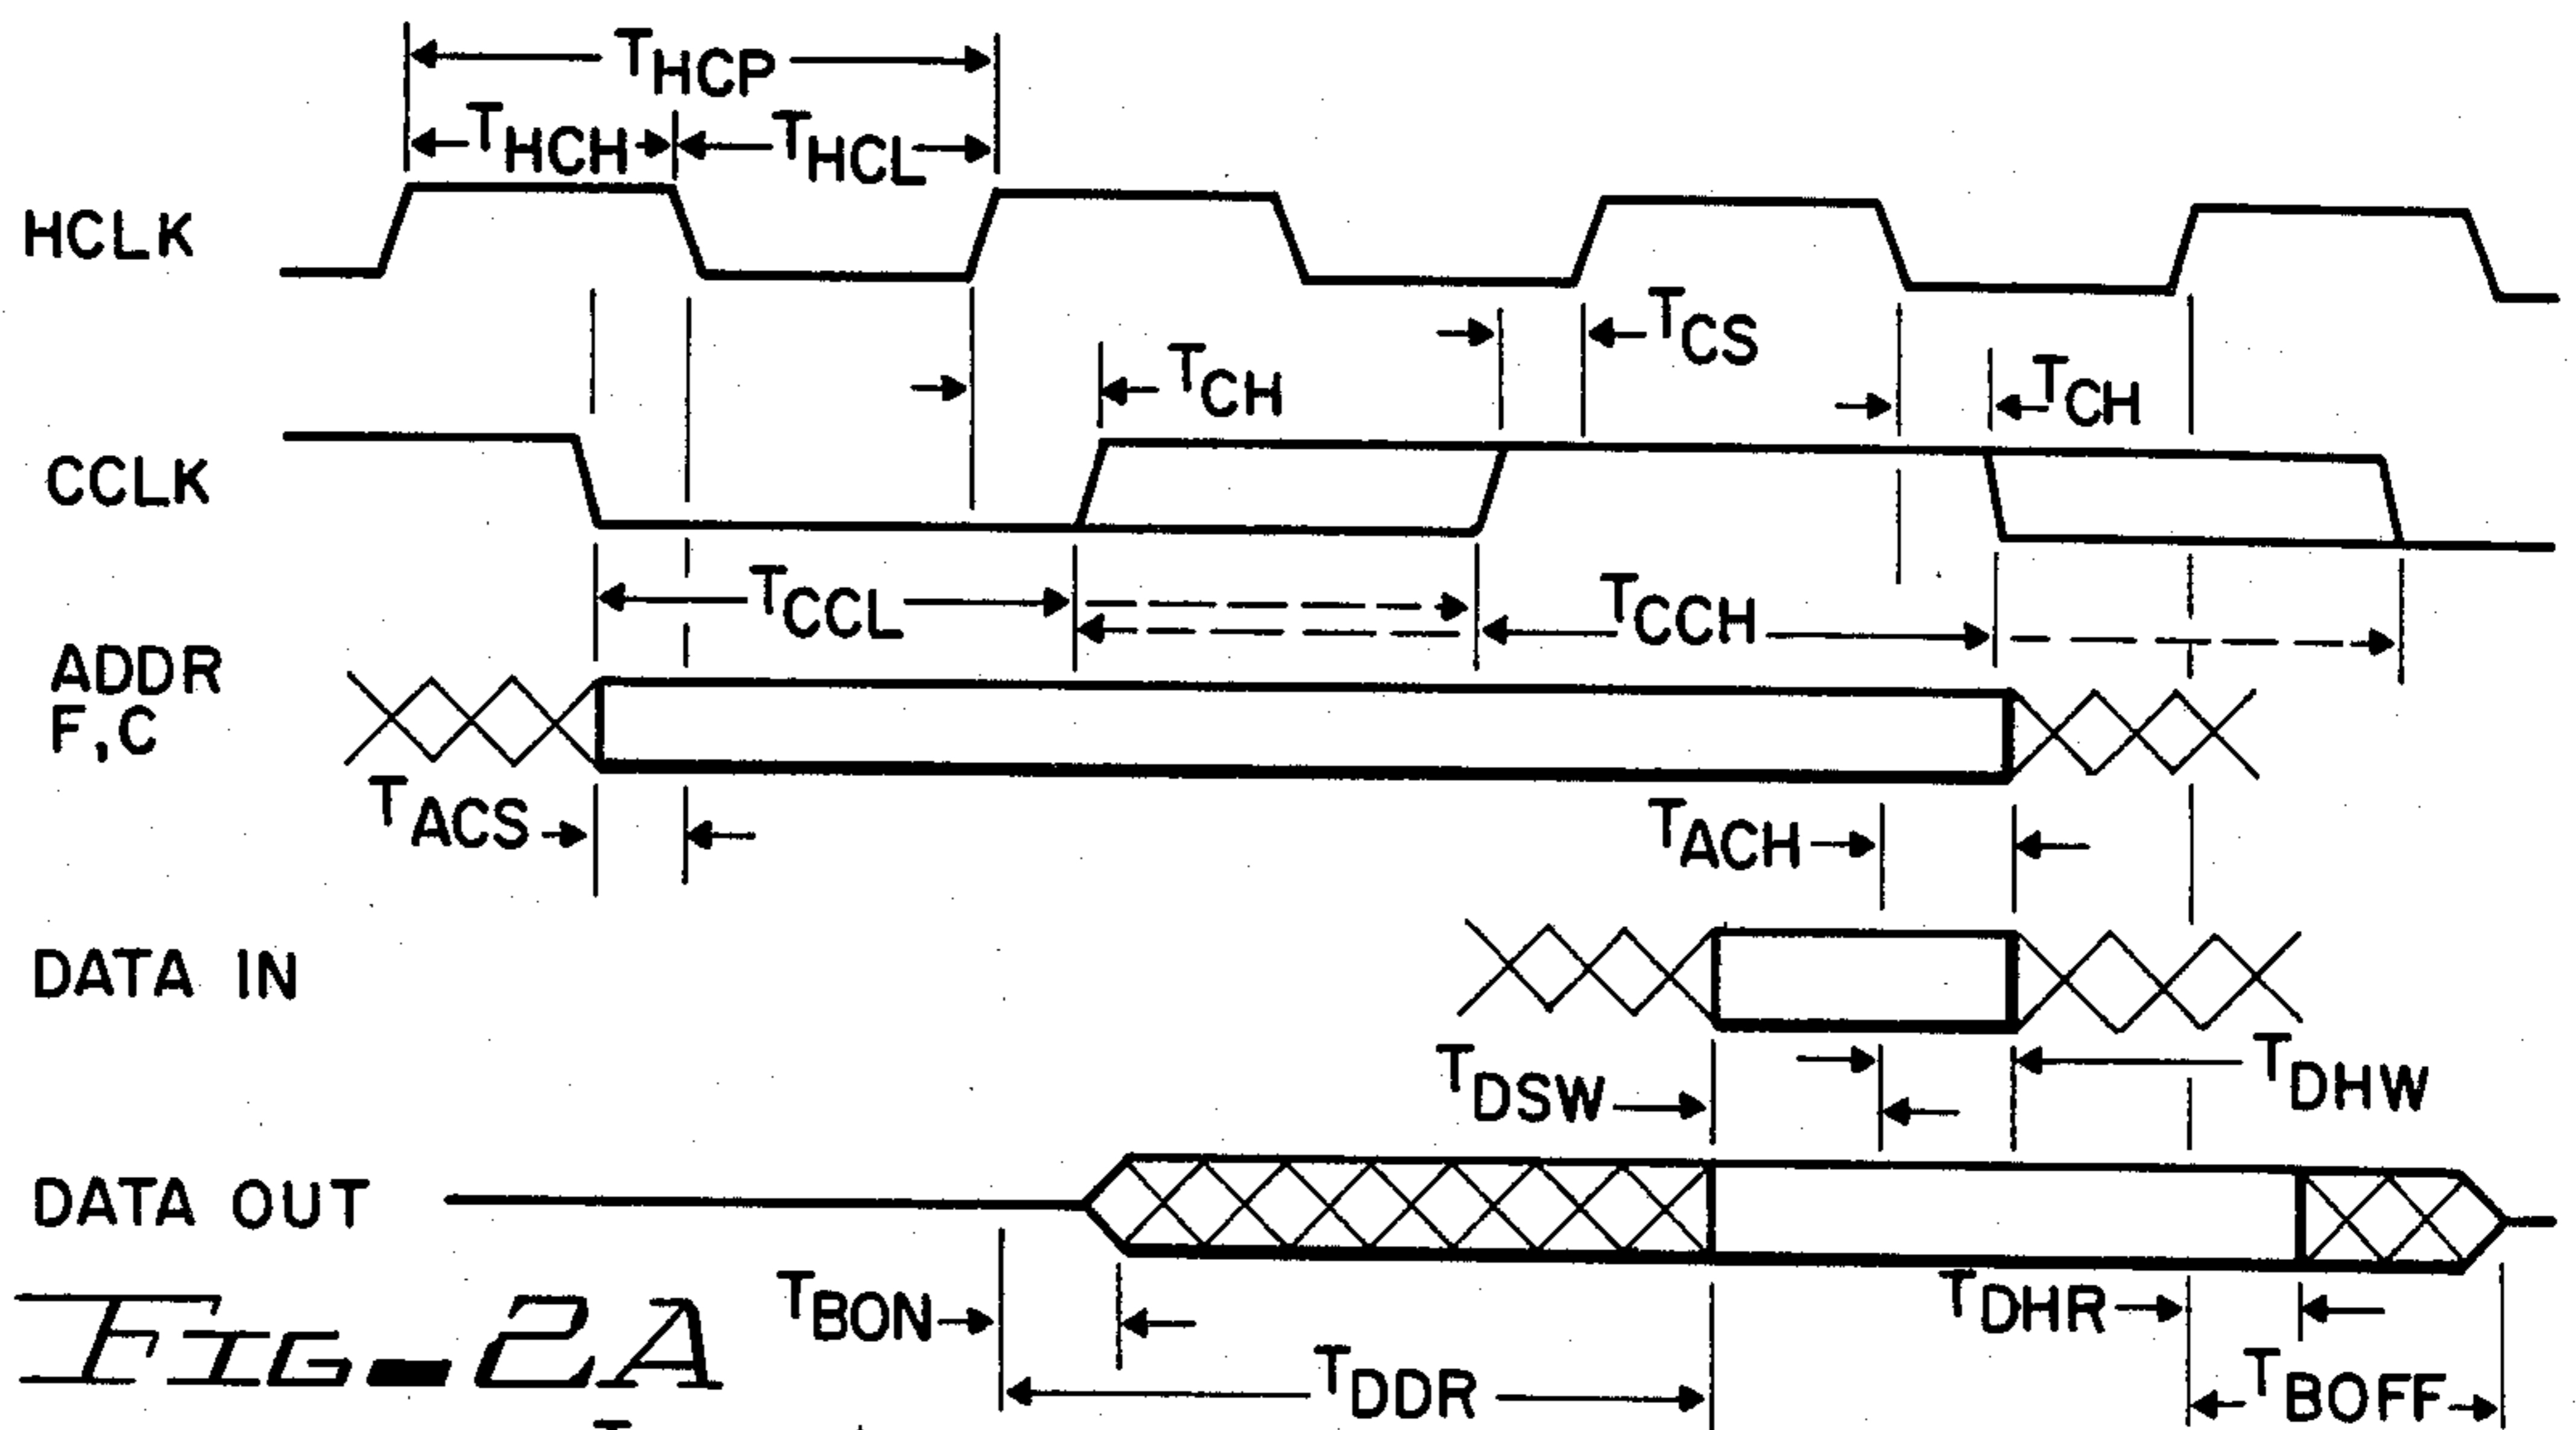 THCP
THCH THCL
HCLK
TCS
TCH TCH
CCLK
TCCL TCCH
ADDR
F,C
TACS TACH
DATA IN
TDSW TDHW
DATA OUT
TBON TDHR
TDDR TBOFF
FIG-2A